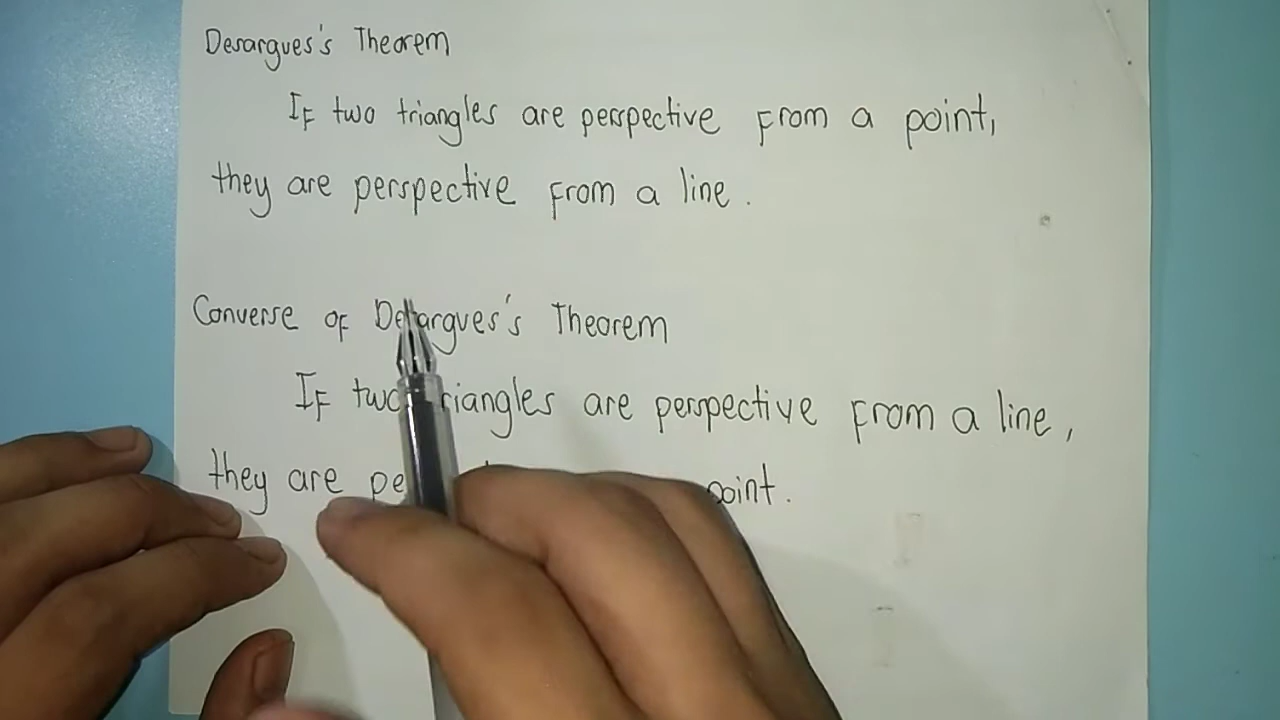 Desargues's Theorem
If two triangles are perspective from a point,
they are perspective from a line.
Converse of Desargues's Theorem
If two triangles are perspective from a line,
they are point.